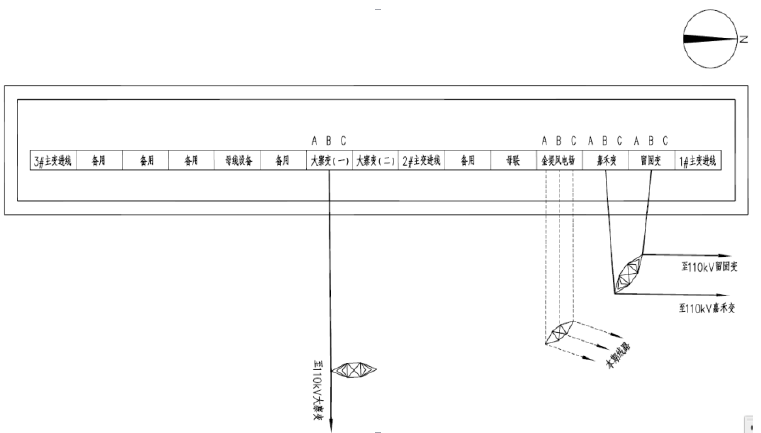 N
A B C
A B C
A B C
A B C
3#主变进线
备用
备用
备用
母线设备
备用
大寨变(一)
大寨变(二)
2#主变进线
备用
母联
金堤风电场
嘉禾变
留固变
1#主变进线
至110kV留固变
至110kV嘉禾变
本期线路
至110kV大寨变